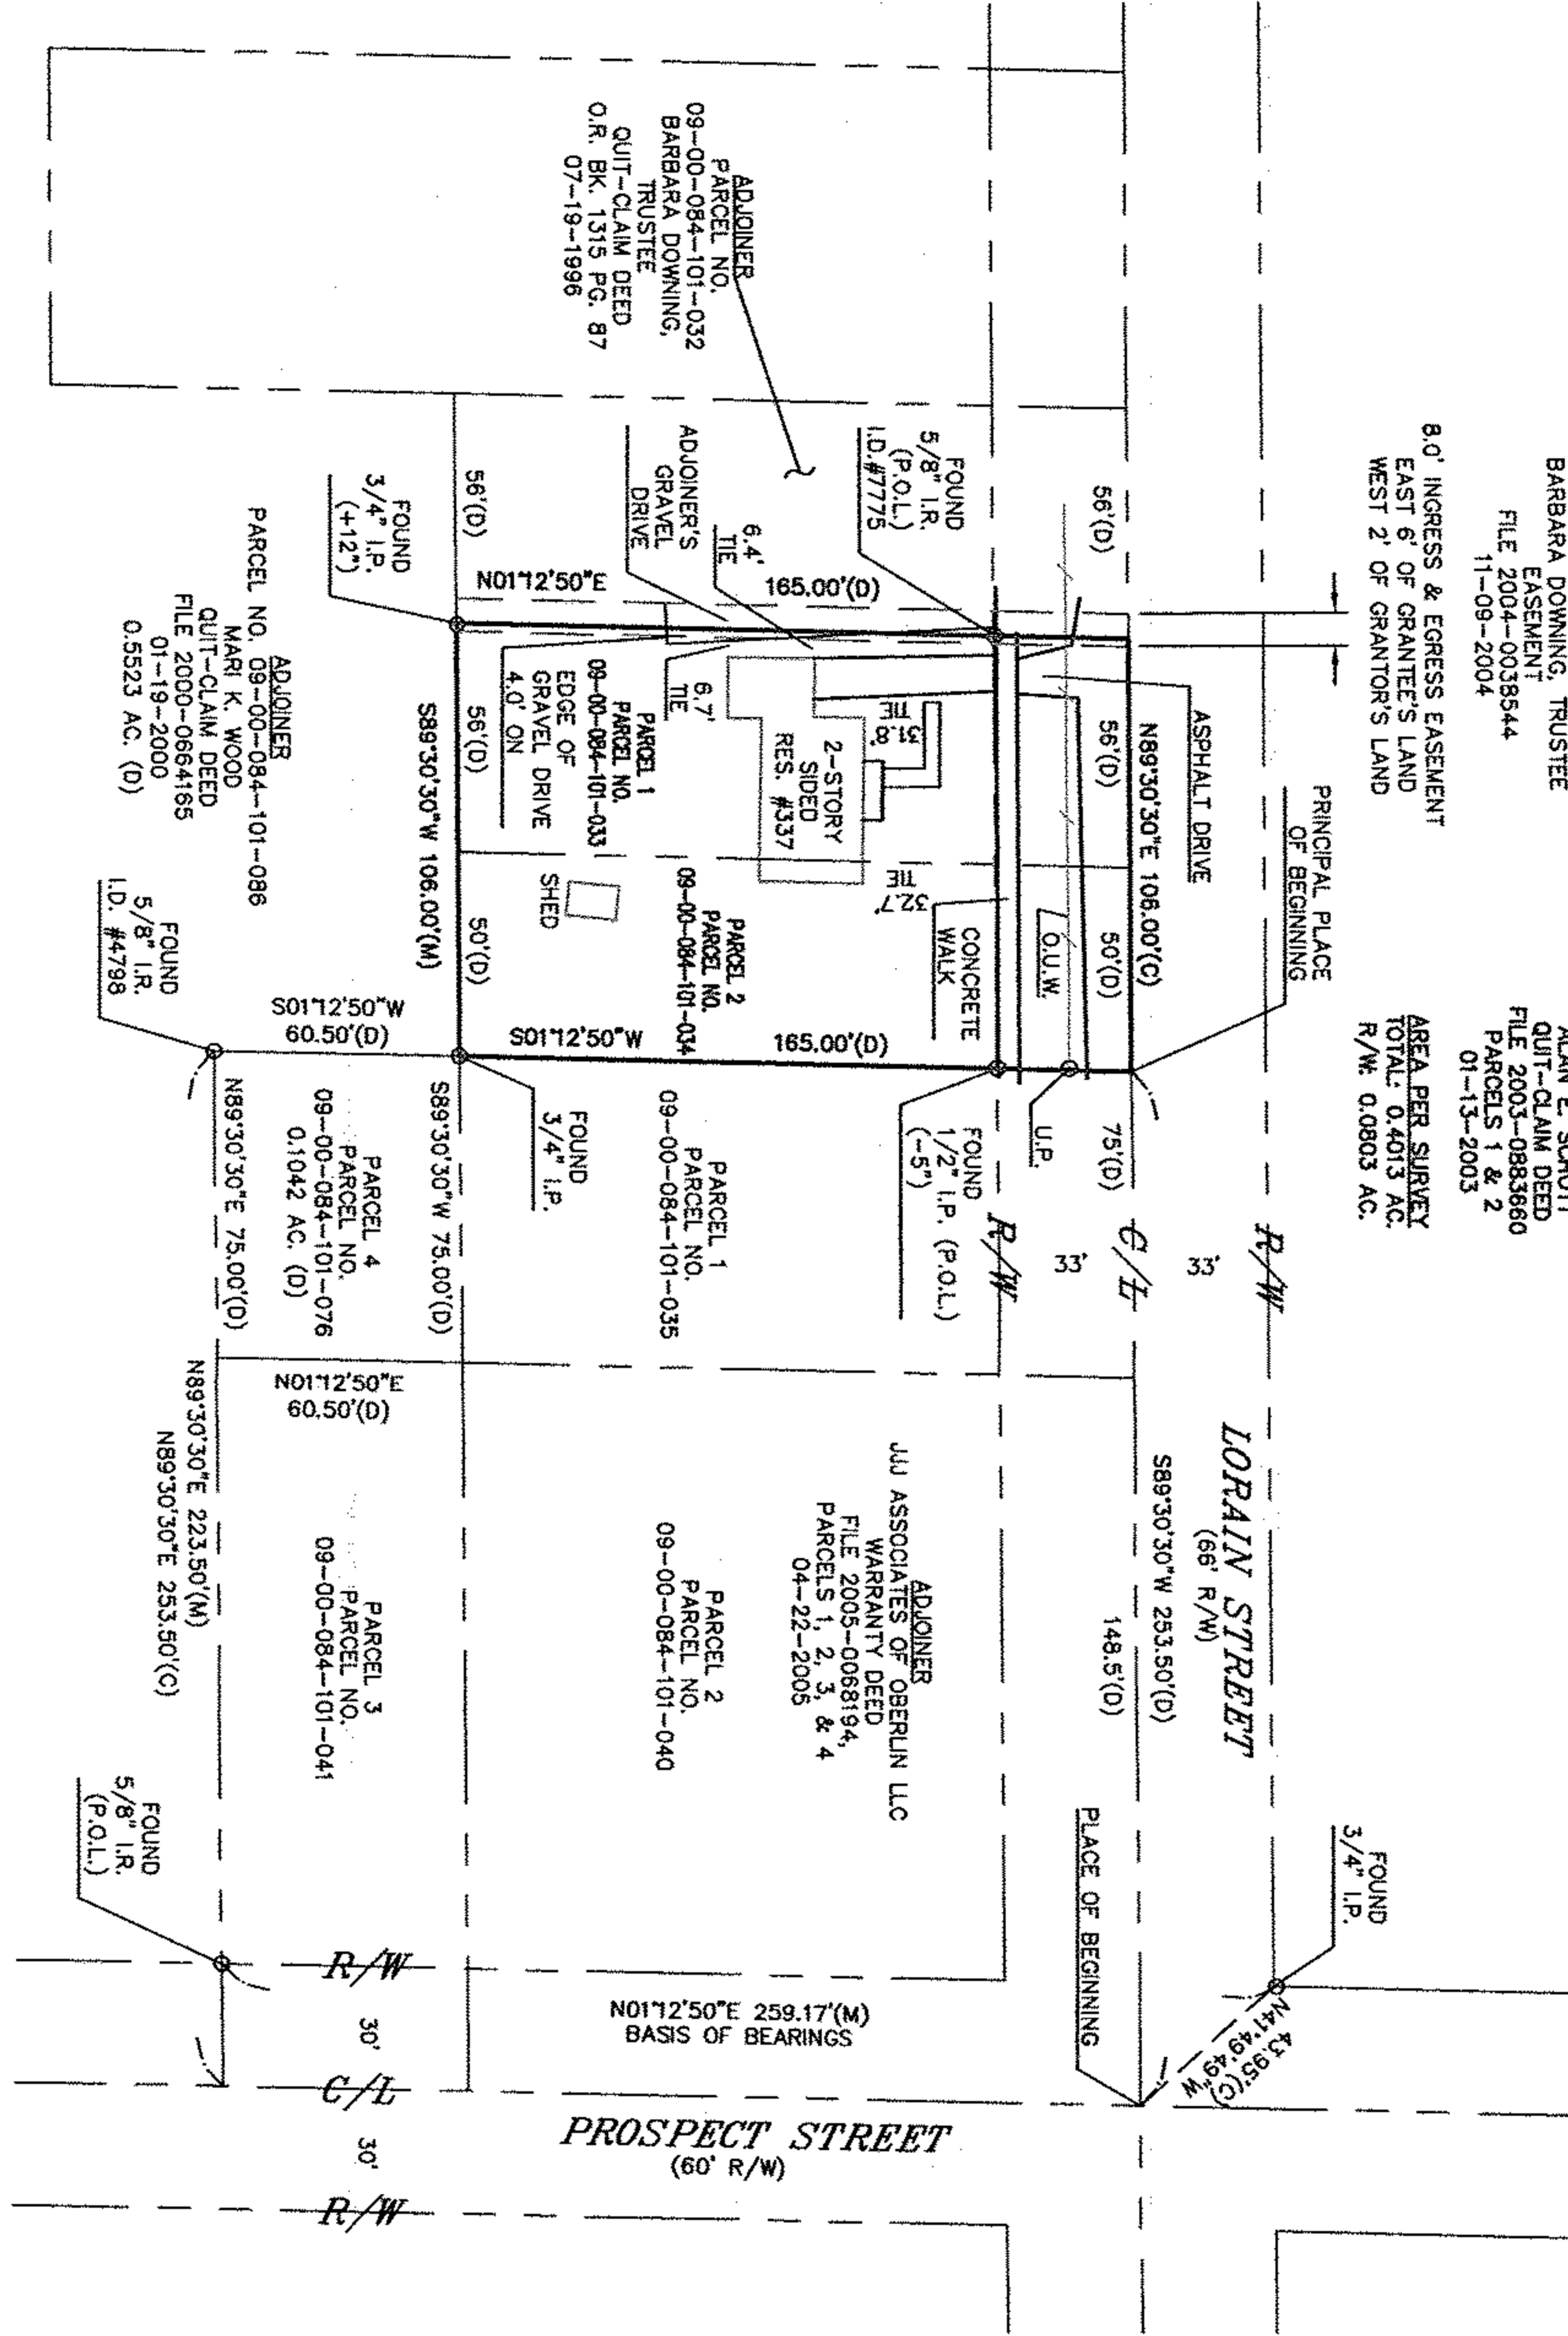 BARBARA DOWNING, TRUSTEE
EASEMENT
FILE 2004-0038544
11-09-2004
8.0' INGRESS & EGRESS EASEMENT
EAST 6' OF GRANTEE'S LAND
WEST 2' OF GRANTOR'S LAND
QUIT-CLAIM DEED
FILE 2003-0883660
PARCELS 1 & 2
01-13-2003
AREA PER SURVEY
TOTAL: 0.4013 AC.
R/W: 0.0803 AC.
FOUND
3/4" I.P.
43.95'(C)
N41°49'49"W
PRINCIPAL PLACE
OF BEGINNING
R/W
33'
LORAIN STREET
(66' R/W)
S89°30'30"W 253.50'(D)
ASPHALT DRIVE
N89°30'30"E 106.00'(C)
56'(D)
56'(D)
50'(D)
75'(D)
C/L
148.5'(D)
33'
PLACE OF BEGINNING
O.U.W.
U.P.
R/W
FOUND
5/8" I.R.
(P.O.L.)
I.D.#7775
CONCRETE
WALK
FOUND
1/2" I.P. (P.O.L.)
(-5")
31.8'
TIE
32.7'
TIE
ADJOINER
PARCEL NO.
09-00-084-101-032
BARBARA DOWNING,
TRUSTEE
QUIT-CLAIM DEED
O.R. BK. 1315 PG. 87
07-19-1996
165.00'(D)
N01°12'50"E
6.4'
TIE
ADJOINER'S
GRAVEL
DRIVE
2-STORY
SIDED
RES. #337
6.7'
TIE
PARCEL 1
PARCEL NO.
09-00-084-101-033
EDGE OF
GRAVEL DRIVE
4.0' ON
PARCEL 2
PARCEL NO.
09-00-084-101-034
SHED
165.00'(D)
S01°12'50"W
PARCEL 1
PARCEL NO.
09-00-084-101-035
ADJOINER
JJJ ASSOCIATES OF OBERLIN LLC
WARRANTY DEED
FILE 2005-0068194,
PARCELS 1, 2, 3, & 4
04-22-2005
PARCEL 2
PARCEL NO.
09-00-084-101-040
N01°12'50"E 259.17'(M)
BASIS OF BEARINGS
PROSPECT STREET
(60' R/W)
56'(D)
56'(D)
50'(D)
S89°30'30"W 106.00'(M)
FOUND
3/4" I.P.
(+12")
FOUND
3/4" I.P.
S89°30'30"W 75.00'(D)
S01°12'50"W
60.50'(D)
PARCEL 4
PARCEL NO.
09-00-084-101-076
0.1042 AC. (D)
N01°12'50"E
60.50'(D)
PARCEL 3
PARCEL NO.
09-00-084-101-041
R/W
30'
C/L
30'
R/W
ADJOINER
PARCEL NO. 09-00-084-101-086
MARI K. WOOD
QUIT-CLAIM DEED
FILE 2000-0664165
01-19-2000
0.5523 AC. (D)
FOUND
5/8" I.R.
I.D. #4798
N89°30'30"E 75.00'(D)
N89°30'30"E 223.50'(M)
N89°30'30"E 253.50'(C)
FOUND
5/8" I.R.
(P.O.L.)